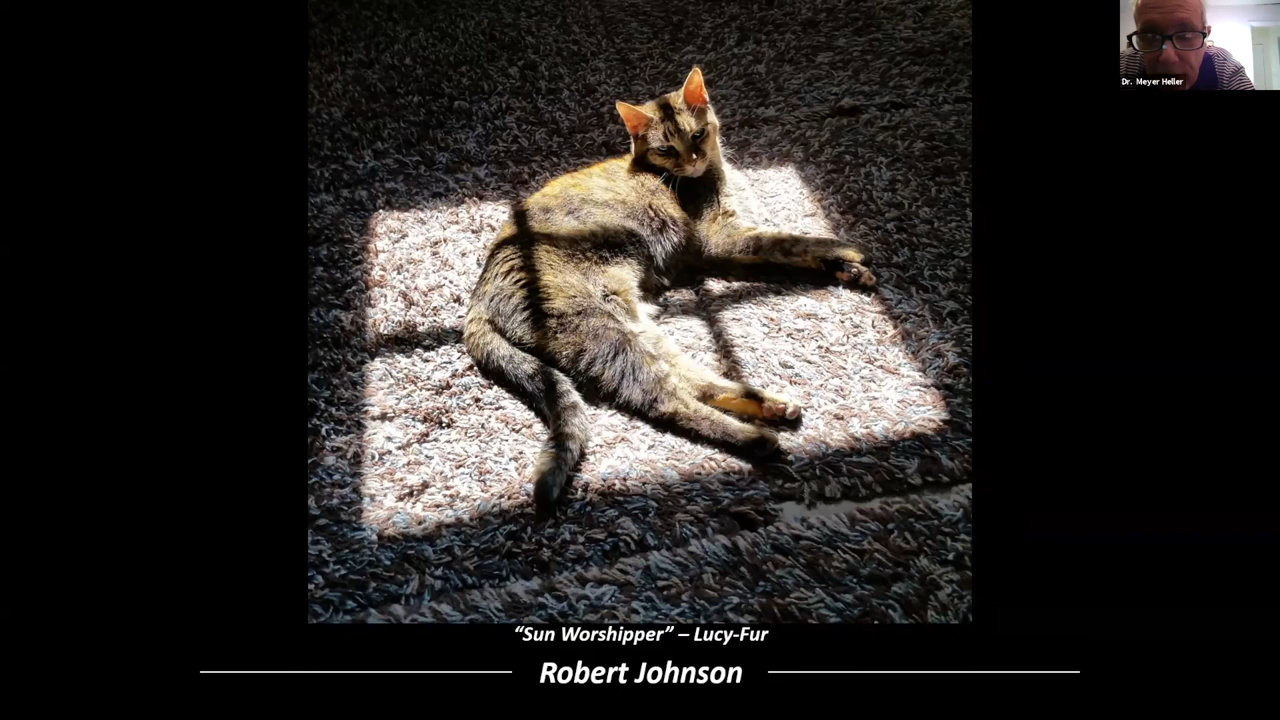 Dr. Meyer Heller
“Sun Worshipper” – Lucy-Fur
Robert Johnson